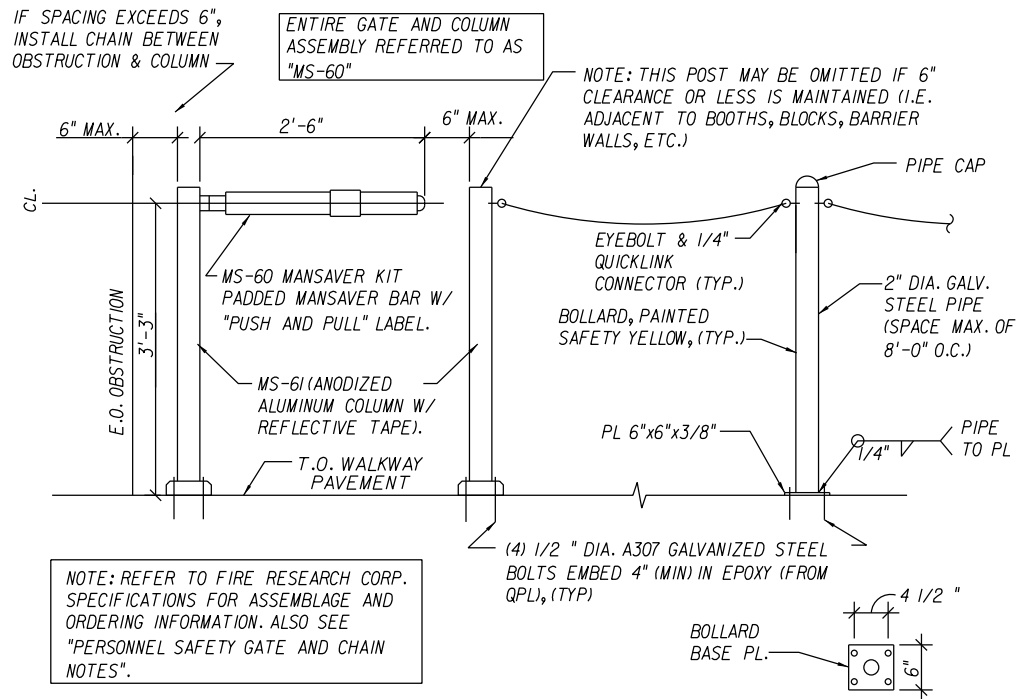 IF SPACING EXCEEDS 6",
INSTALL CHAIN BETWEEN
OBSTRUCTION & COLUMN
ENTIRE GATE AND COLUMN
ASSEMBLY REFERRED TO AS
"MS-60"
NOTE: THIS POST MAY BE OMITTED IF 6"
CLEARANCE OR LESS IS MAINTAINED (I.E.
ADJACENT TO BOOTHS, BLOCKS, BARRIER
WALLS, ETC.)
6" MAX.
2'-6"
6" MAX.
PIPE CAP
CL.
EYEBOLT & 1/4"
QUICKLINK
CONNECTOR (TYP.)
MS-60 MANSAVER KIT
PADDED MANSAVER BAR W/
"PUSH AND PULL" LABEL.
2" DIA. GALV.
STEEL PIPE
(SPACE MAX. OF
8'-0" O.C.)
BOLLARD, PAINTED
SAFETY YELLOW, (TYP.)
E.O. OBSTRUCTION
3'-3"
MS-61 (ANODIZED
ALUMINUM COLUMN W/
REFLECTIVE TAPE).
PL 6"x6"x3/8"
1/4"
PIPE
TO PL
T.O. WALKWAY
PAVEMENT
(4) 1/2 " DIA. A307 GALVANIZED STEEL
BOLTS EMBED 4" (MIN) IN EPOXY (FROM
QPL), (TYP)
NOTE: REFER TO FIRE RESEARCH CORP.
SPECIFICATIONS FOR ASSEMBLAGE AND
ORDERING INFORMATION. ALSO SEE
"PERSONNEL SAFETY GATE AND CHAIN
NOTES".
4 1/2 "
BOLLARD
BASE PL.
6"